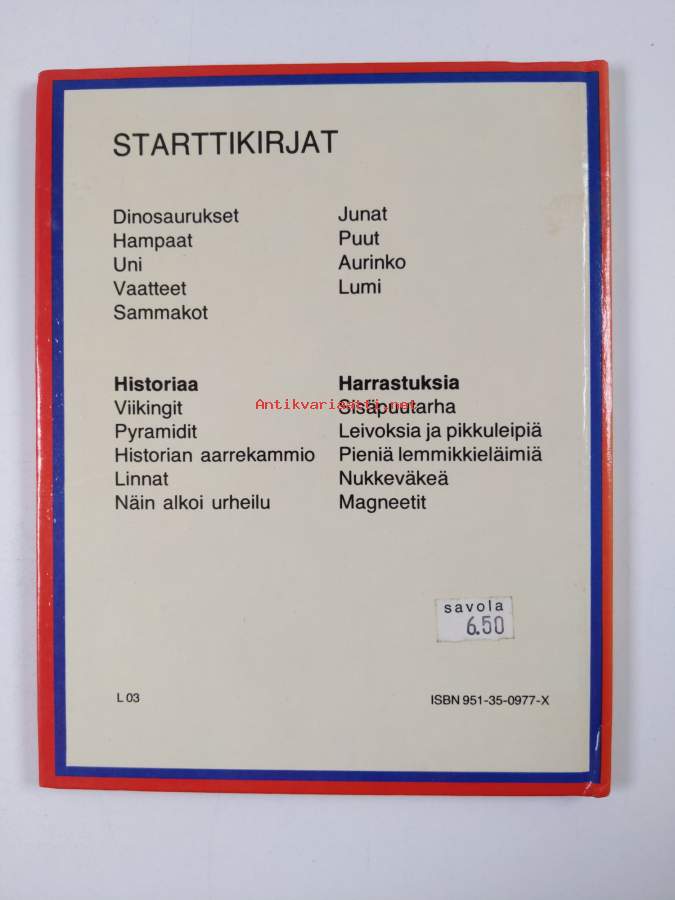 STARTTIKIRJAT
Dinosaurukset
Hampaat
Uni
Vaatteet
Sammakot
Junat
Puut
Aurinko
Lumi
Historiaa
Viikingit
Pyramidit
Historian aarrekammio
Linnat
Näin alkoi urheilu
Harrastuksia
Sisäpuutarha
Leivoksia ja pikkuleipiä
Pieniä lemmikkieläimiä
Nukkeväkeä
Magneetit
Antikvariaatti.net
savola
6.50
L 03
ISBN 951-35-0977-X